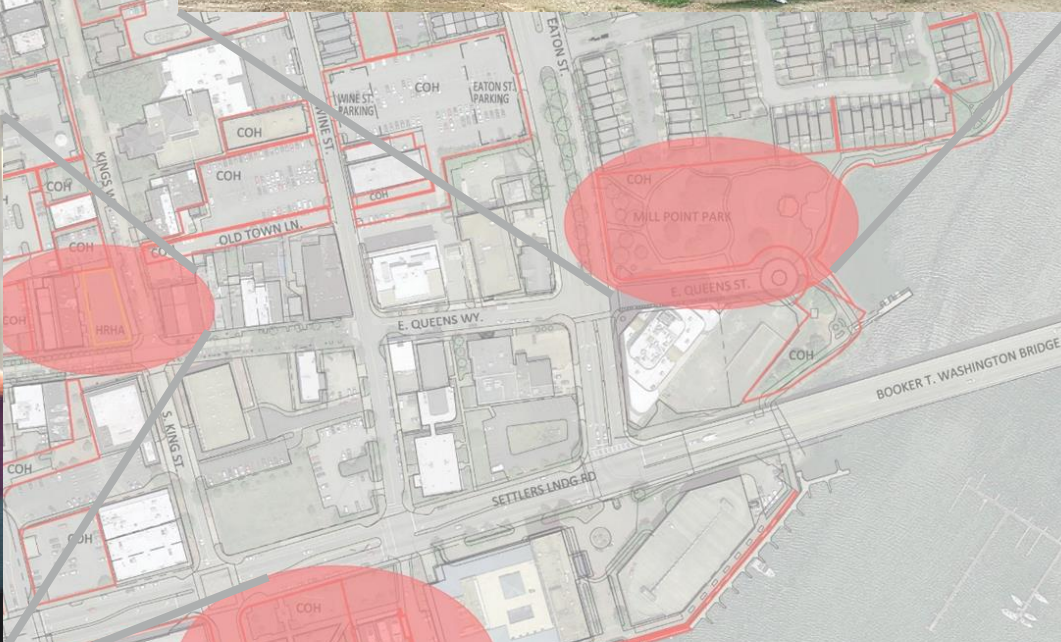 EATON ST.
COH
WINE ST.
PARKING
EATON ST.
PARKING
WINE ST.
COH
KINGS W
COH
COH
COH
COH
MILL POINT PARK
COH
OLD TOWN LN.
COH
E. QUEENS ST.
COH
HRHA
E. QUEENS WY.
COH
BOOKER T. WASHINGTON BRIDGE
S. KING ST
COH
SETTLERS LNDG RD
COH
COH